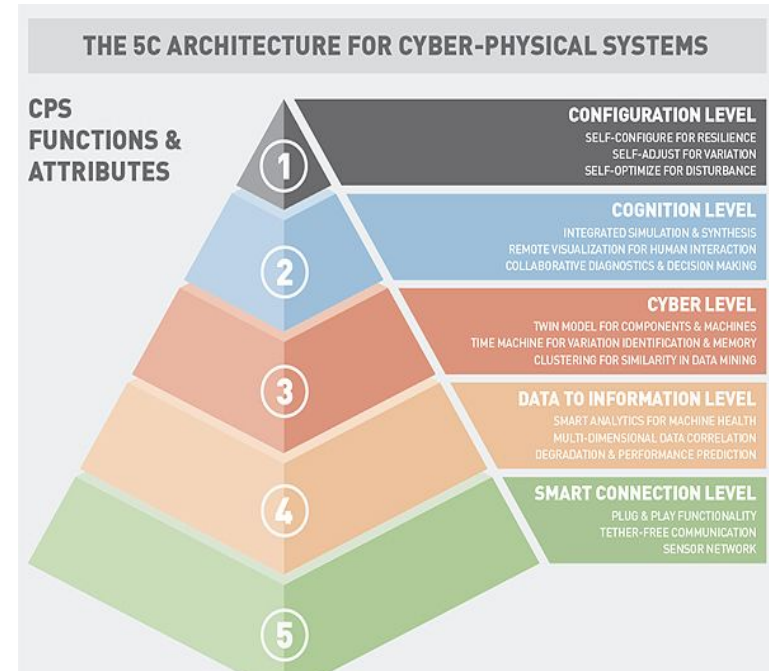 THE 5C ARCHITECTURE FOR CYBER-PHYSICAL SYSTEMS
CPS
FUNCTIONS &
ATTRIBUTES
1
CONFIGURATION LEVEL
SELF-CONFIGURE FOR RESILIENCE
SELF-ADJUST FOR VARIATION
SELF-OPTIMIZE FOR DISTURBANCE
2
COGNITION LEVEL
INTEGRATED SIMULATION & SYNTHESIS
REMOTE VISUALIZATION FOR HUMAN INTERACTION
COLLABORATIVE DIAGNOSTICS & DECISION MAKING
3
CYBER LEVEL
TWIN MODEL FOR COMPONENTS & MACHINES
TIME MACHINE FOR VARIATION IDENTIFICATION & MEMORY
CLUSTERING FOR SIMILARITY IN DATA MINING
4
DATA TO INFORMATION LEVEL
SMART ANALYTICS FOR MACHINE HEALTH
MULTI-DIMENSIONAL DATA CORRELATION
DEGRADATION & PERFORMANCE PREDICTION
5
SMART CONNECTION LEVEL
PLUG & PLAY FUNCTIONALITY
TETHER-FREE COMMUNICATION
SENSOR NETWORK